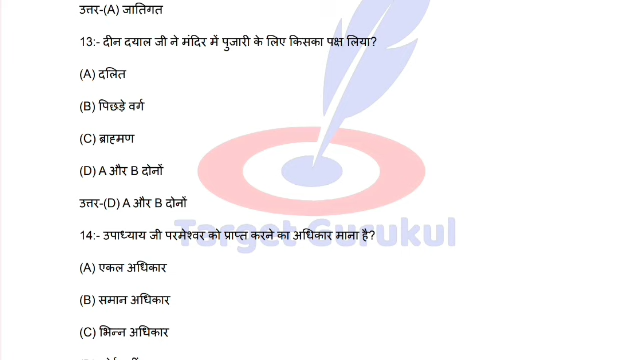 उत्तर-(A) जातिगत
13:- दीन दयाल जी ने मंदिर में पुजारी के लिए किसका पक्ष लिया?
(A) दलित
(B) पिछड़े वर्ग
(C) ब्राह्मण
(D) A और B दोनों
उत्तर-(D) A और B दोनों
Target Gurukul
14:- उपाध्याय जी परमेश्वर को प्राप्त करने का अधिकार माना है?
(A) एकल अधिकार
(B) समान अधिकार
(C) भिन्न अधिकार